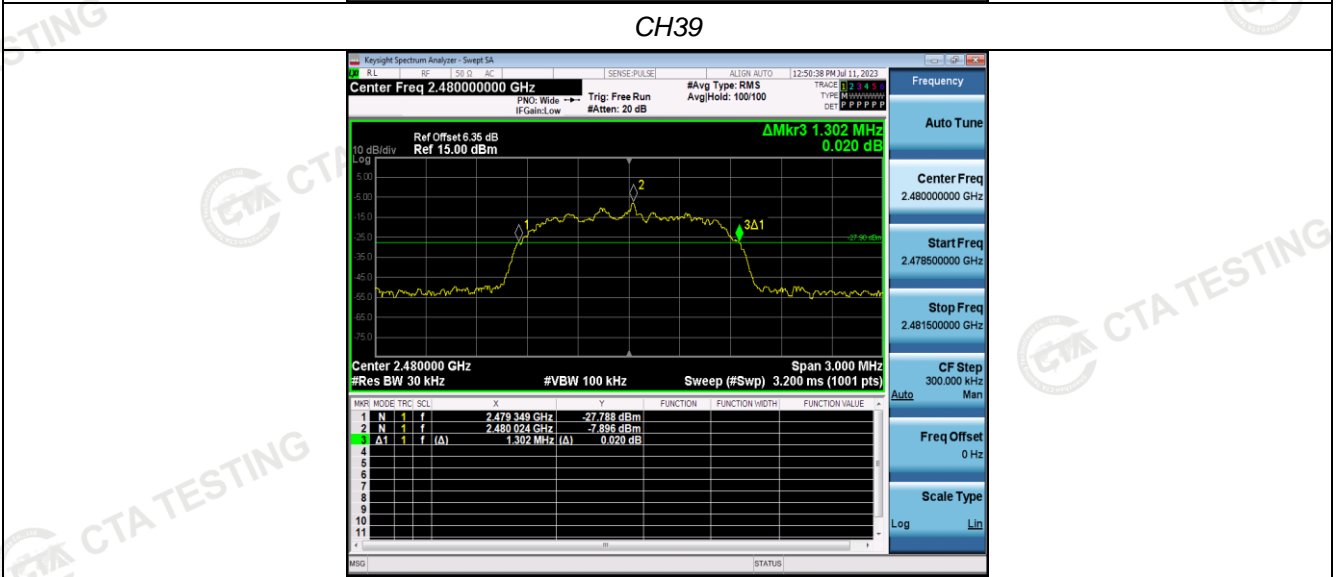 CH39
Keysight Spectrum Analyzer - Swept SA
RL RF 50 Ω AC SENSE:PULSE ALIGN AUTO 12:50:38 PM Jul 11, 2023
Center Freq 2.480000000 GHz
PNO: Wide
IFGain:Low
Trig: Free Run
#Atten: 20 dB
#Avg Type: RMS
Avg|Hold: 100/100
TRACE 1 2 3 4 5 6
TYPE M
DET P P P P P P
Ref Offset 6.35 dB
10 dB/div Ref 15.00 dBm
Log
ΔMkr3 1.302 MHz
0.020 dB
5.00
-5.00
-15.0
-25.0
-35.0
-45.0
-55.0
-65.0
-75.0
1
2
3Δ1
-27.90 dBm
Center 2.480000 GHz Span 3.000 MHz
#Res BW 30 kHz #VBW 100 kHz Sweep (#Swp) 3.200 ms (1001 pts)
MKR MODE TRC SCL X Y FUNCTION FUNCTION WIDTH FUNCTION VALUE
1 N 1 f 2.479 349 GHz -27.788 dBm
2 N 1 f 2.480 024 GHz -7.896 dBm
3 Δ1 1 f (Δ) 1.302 MHz (Δ) 0.020 dB
4
5
6
7
8
9
10
11
MSG STATUS
Frequency
Auto Tune
Center Freq
2.480000000 GHz
Start Freq
2.478500000 GHz
Stop Freq
2.481500000 GHz
CF Step
300.000 kHz
Auto Man
Freq Offset
0 Hz
Scale Type
Log Lin
CTA TESTING
CTA TESTING